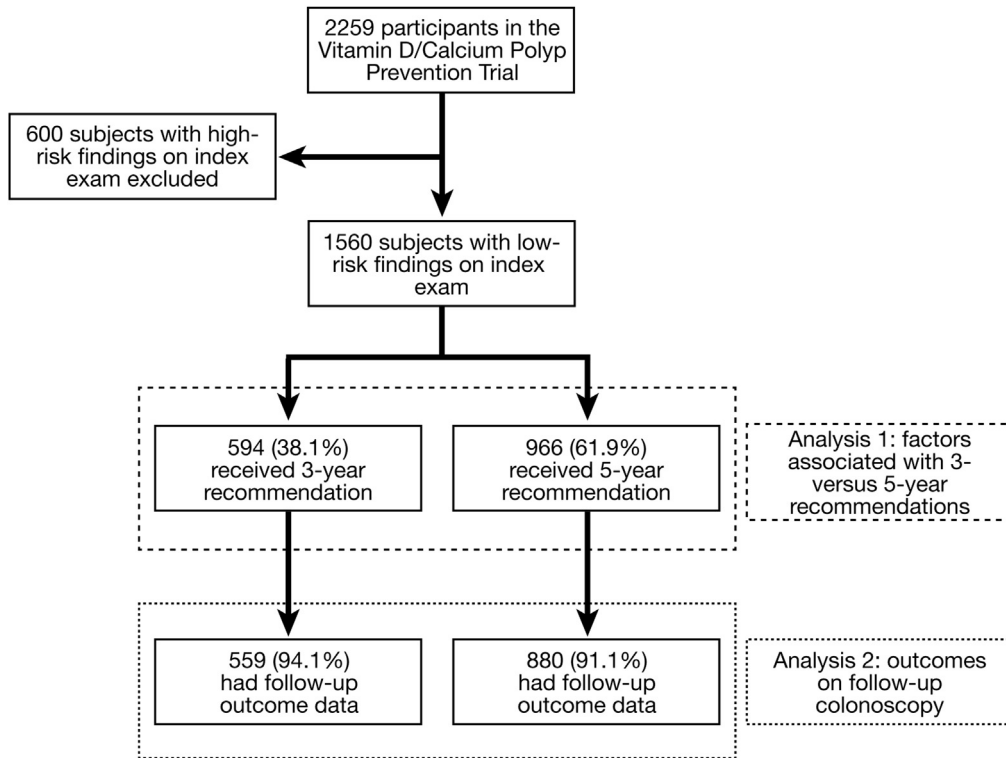 2259 participants in the
Vitamin D/Calcium Polyp
Prevention Trial
600 subjects with high-
risk findings on index
exam excluded
1560 subjects with low-
risk findings on index
exam
594 (38.1%)
received 3-year
recommendation
966 (61.9%)
received 5-year
recommendation
Analysis 1: factors
associated with 3-
versus 5-year
recommendations
559 (94.1%)
had follow-up
outcome data
880 (91.1%)
had follow-up
outcome data
Analysis 2: outcomes
on follow-up
colonoscopy